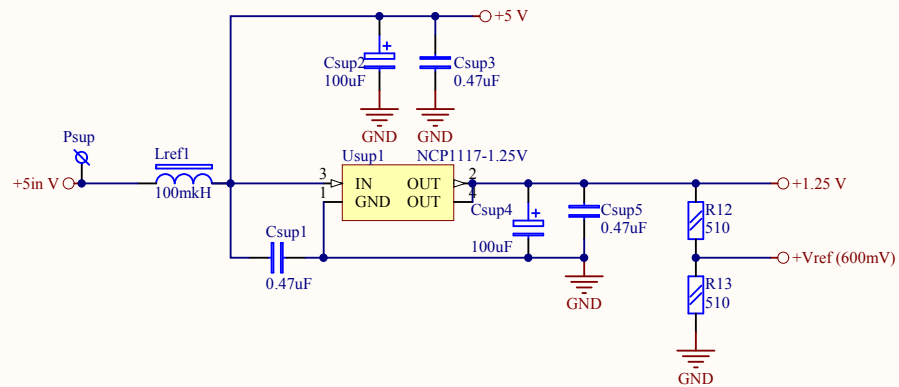 +5 V
Csup2
100uF
Csup3
0.47uF
GND
GND
Psup
Lref1
100mkH
+5in V
Usup1
NCP1117-1.25V
3
IN
OUT
2
1
GND
OUT
4
+1.25 V
Csup4
100uF
Csup5
0.47uF
R12
510
Csup1
0.47uF
+Vref (600mV)
GND
R13
510
GND